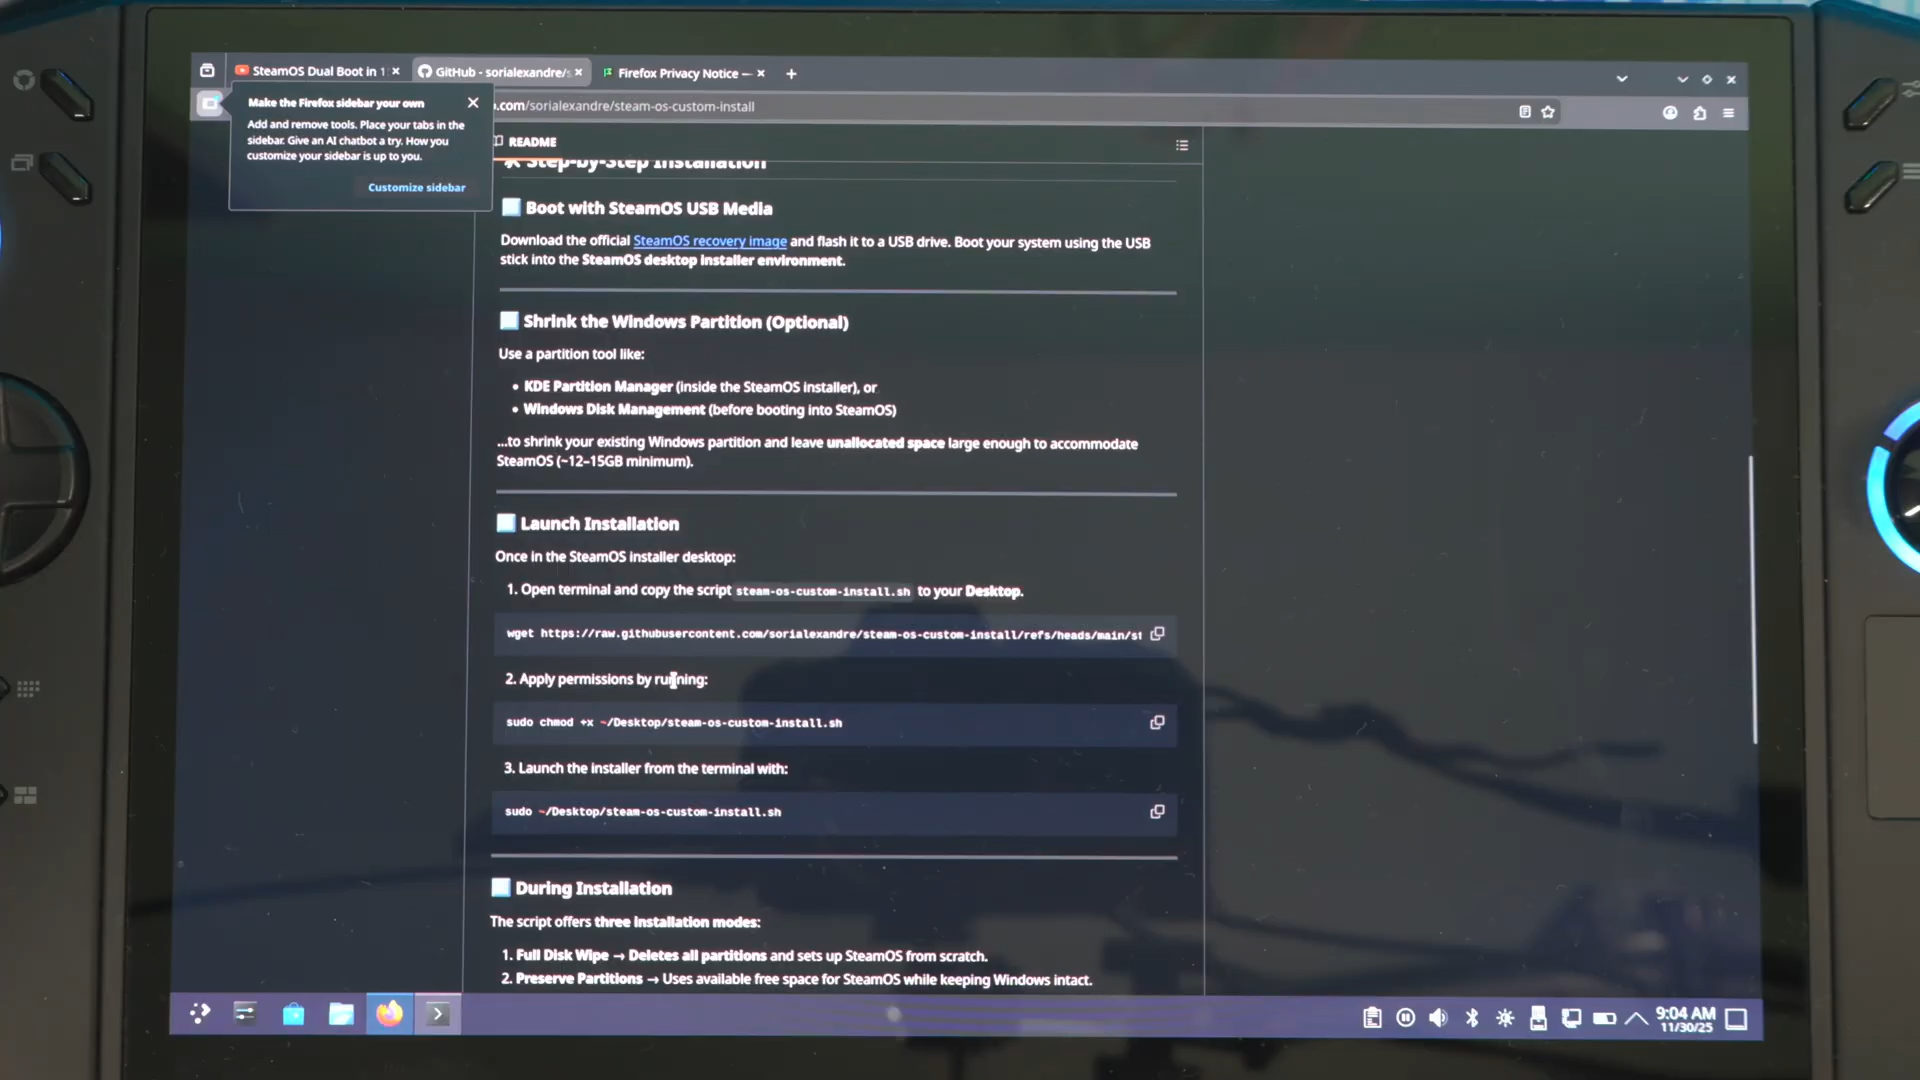 SteamOS Dual Boot in 1
GitHub - sorialexandre/s
Firefox Privacy Notice —
Make the Firefox sidebar your own
Add and remove tools. Place your tabs in the
sidebar. Give an AI chatbot a try. How you
customize your sidebar is up to you.
Customize sidebar
.com/sorialexandre/steam-os-custom-install
README
Step-by-Step Installation
Boot with SteamOS USB Media
Download the official SteamOS recovery image and flash it to a USB drive. Boot your system using the USB
stick into the SteamOS desktop installer environment.
Shrink the Windows Partition (Optional)
Use a partition tool like:
• KDE Partition Manager (inside the SteamOS installer), or
• Windows Disk Management (before booting into SteamOS)
...to shrink your existing Windows partition and leave unallocated space large enough to accommodate
SteamOS (~12–15GB minimum).
Launch Installation
Once in the SteamOS installer desktop:
1. Open terminal and copy the script steam-os-custom-install.sh to your Desktop.
wget https://raw.githubusercontent.com/sorialexandre/steam-os-custom-install/refs/heads/main/st
2. Apply permissions by running:
sudo chmod +x ~/Desktop/steam-os-custom-install.sh
3. Launch the installer from the terminal with:
sudo ~/Desktop/steam-os-custom-install.sh
During Installation
The script offers three installation modes:
1. Full Disk Wipe → Deletes all partitions and sets up SteamOS from scratch.
2. Preserve Partitions → Uses available free space for SteamOS while keeping Windows intact.
9:04 AM
11/30/25